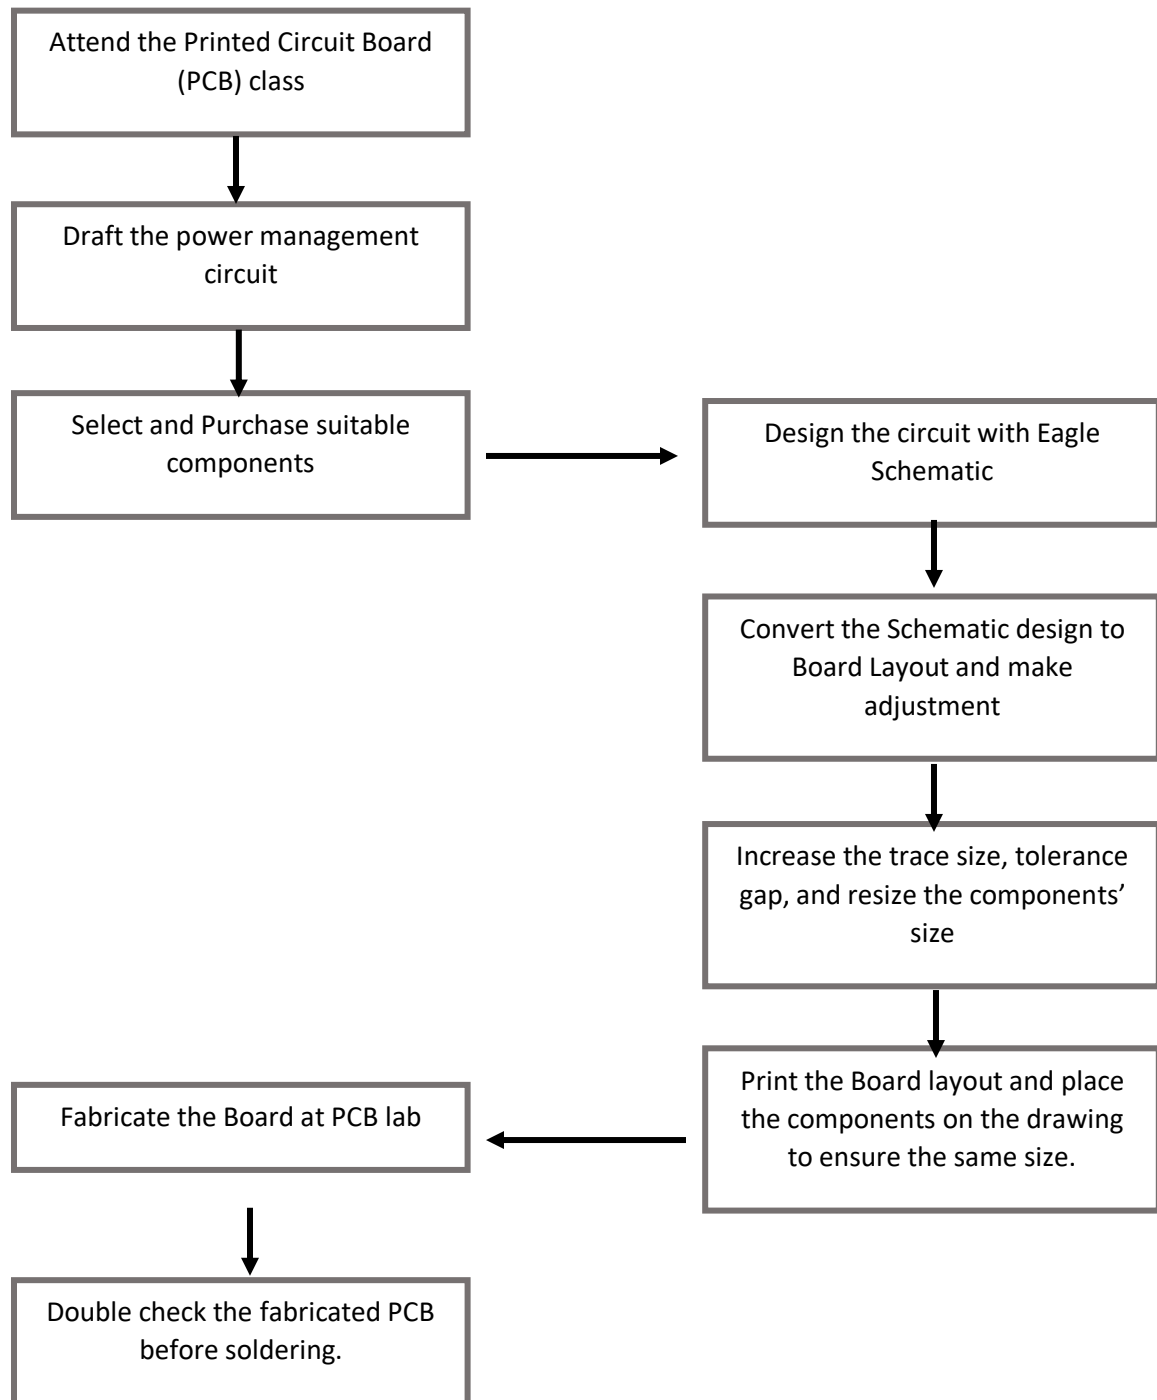 Attend the Printed Circuit Board
(PCB) class
Draft the power management
circuit
Select and Purchase suitable
components
Design the circuit with Eagle
Schematic
Convert the Schematic design to
Board Layout and make
adjustment
Increase the trace size, tolerance
gap, and resize the components’
size
Print the Board layout and place
the components on the drawing
to ensure the same size.
Fabricate the Board at PCB lab
Double check the fabricated PCB
before soldering.